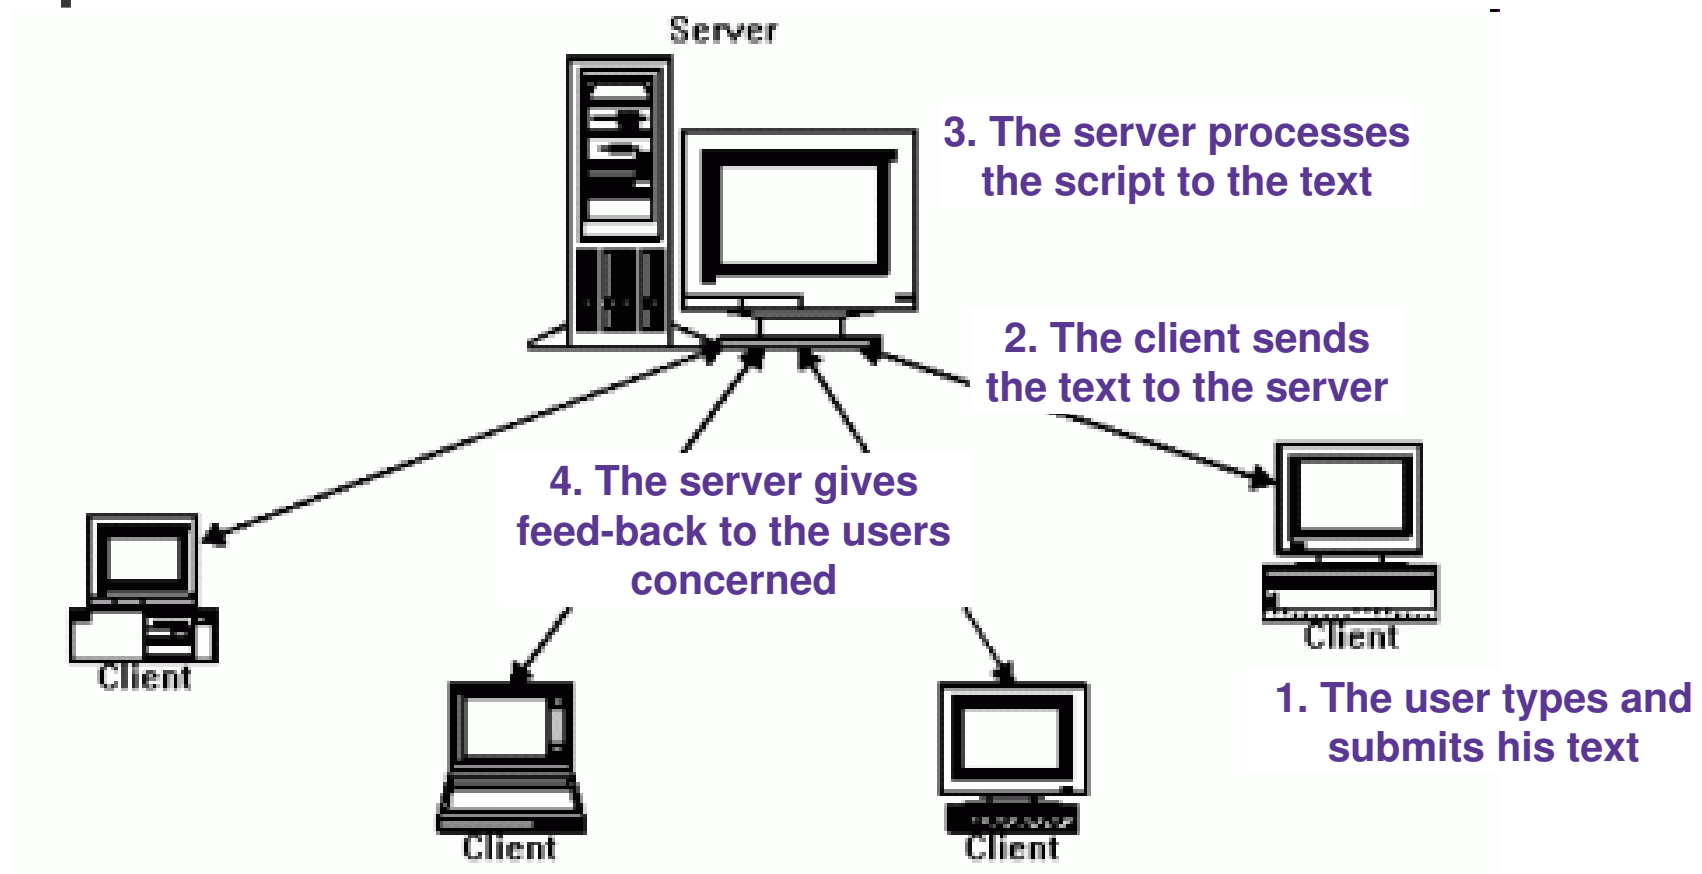 Server
3. The server processes
the script to the text
2. The client sends
the text to the server
4. The server gives
feed-back to the users
concerned
Client
Client
1. The user types and
submits his text
Client
Client